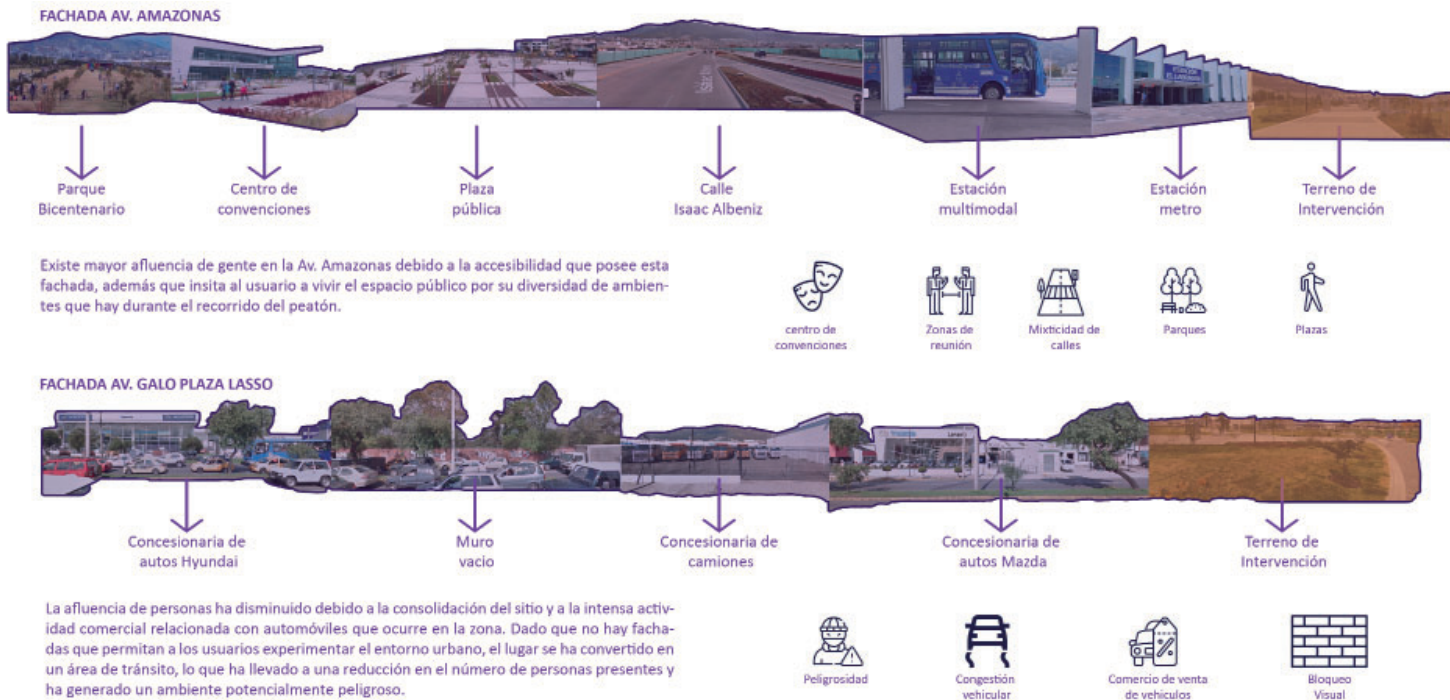 FACHADA AV. AMAZONAS
ESTACIÓN
EL LABRADOR
Parque
Bicentenario
Centro de
convenciones
Plaza
pública
Calle
Isaac Albeniz
Estación
multimodal
Estación
metro
Terreno de
Intervención
Existe mayor afluencia de gente en la Av. Amazonas debido a la accesibilidad que posee esta
fachada, además que insita al usuario a vivir el espacio público por su diversidad de ambien-
tes que hay durante el recorrido del peatón.
centro de
convenciones
Zonas de
reunión
Mixticidad de
calles
Parques
Plazas
FACHADA AV. GALO PLAZA LASSO
Concesionaria de
autos Hyundai
Muro
vacio
Concesionaria de
camiones
Concesionaria de
autos Mazda
Terreno de
Intervención
La afluencia de personas ha disminuido debido a la consolidación del sitio y a la intensa activ-
idad comercial relacionada con automóviles que ocurre en la zona. Dado que no hay facha-
das que permitan a los usuarios experimentar el entorno urbano, el lugar se ha convertido en
un área de tránsito, lo que ha llevado a una reducción en el número de personas presentes y
ha generado un ambiente potencialmente peligroso.
Peligrosidad
Congestión
vehicular
Comercio de venta
de vehiculos
Bloqueo
Visual